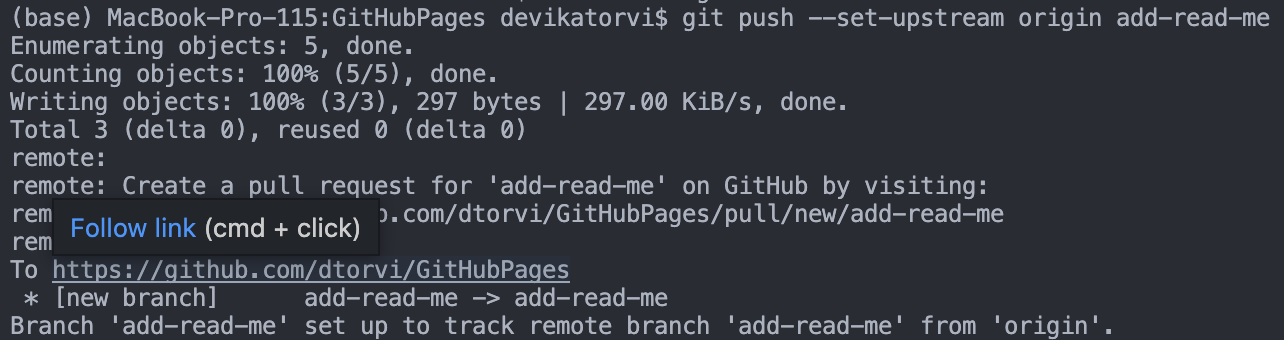 (base) MacBook-Pro-115:GitHubPages devikatorvi$ git push --set-upstream origin add-read-me
Enumerating objects: 5, done.
Counting objects: 100% (5/5), done.
Writing objects: 100% (3/3), 297 bytes | 297.00 KiB/s, done.
Total 3 (delta 0), reused 0 (delta 0)
remote:
remote: Create a pull request for 'add-read-me' on GitHub by visiting:
rem b.com/dtorvi/GitHubPages/pull/new/add-read-me
Follow link (cmd + click)
rem
To https://github.com/dtorvi/GitHubPages
* [new branch] add-read-me -> add-read-me
Branch 'add-read-me' set up to track remote branch 'add-read-me' from 'origin'.